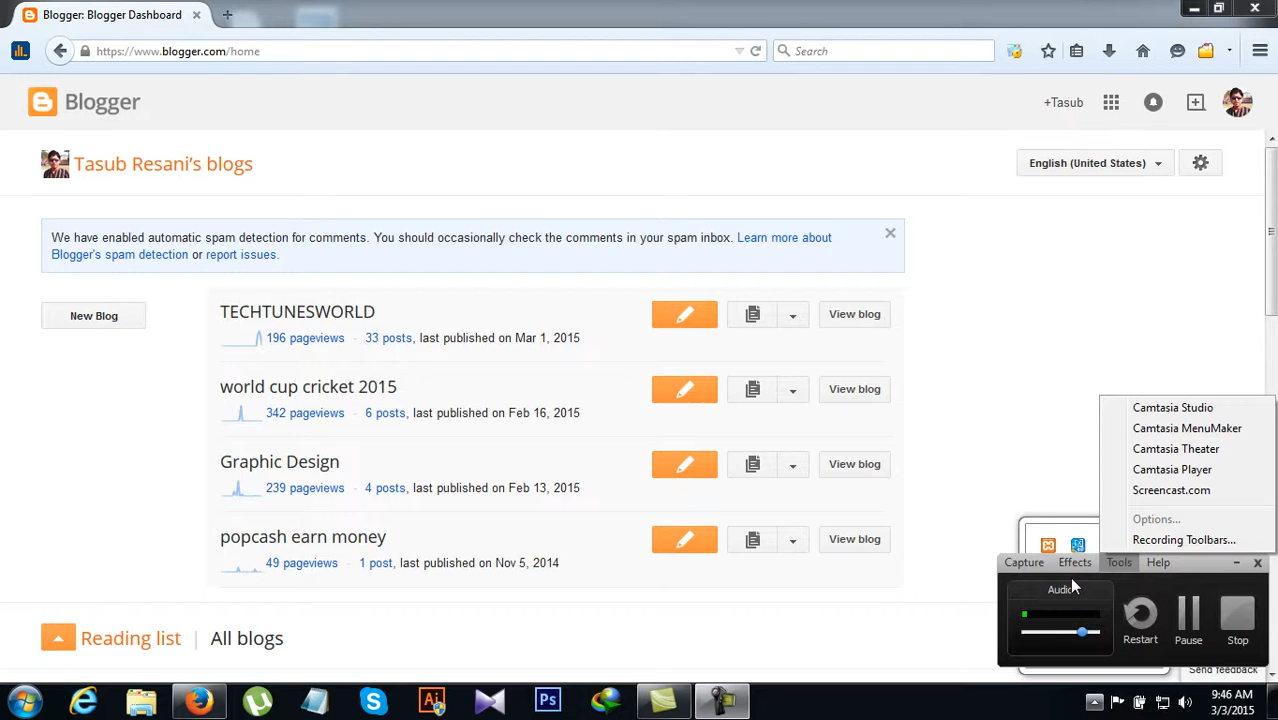 Blogger: Blogger Dashboard
https://www.blogger.com/home
Search
Blogger
+Tasub
Tasub Resani's blogs
English (United States)
We have enabled automatic spam detection for comments. You should occasionally check the comments in your spam inbox. Learn more about
Blogger's spam detection or report issues.
New Blog
TECHTUNESWORLD
View blog
196 pageviews - 33 posts, last published on Mar 1, 2015
world cup cricket 2015
View blog
342 pageviews - 6 posts, last published on Feb 16, 2015
Graphic Design
View blog
239 pageviews - 4 posts, last published on Feb 13, 2015
popcash earn money
View blog
49 pageviews - 1 post, last published on Nov 5, 2014
Reading list | All blogs
Camtasia Studio
Camtasia MenuMaker
Camtasia Theater
Camtasia Player
Screencast.com
Options...
Recording Toolbars...
Capture Effects Tools Help
Audio
Restart Pause Stop
Send feedback
Ai
Ps
9:46 AM
3/3/2015